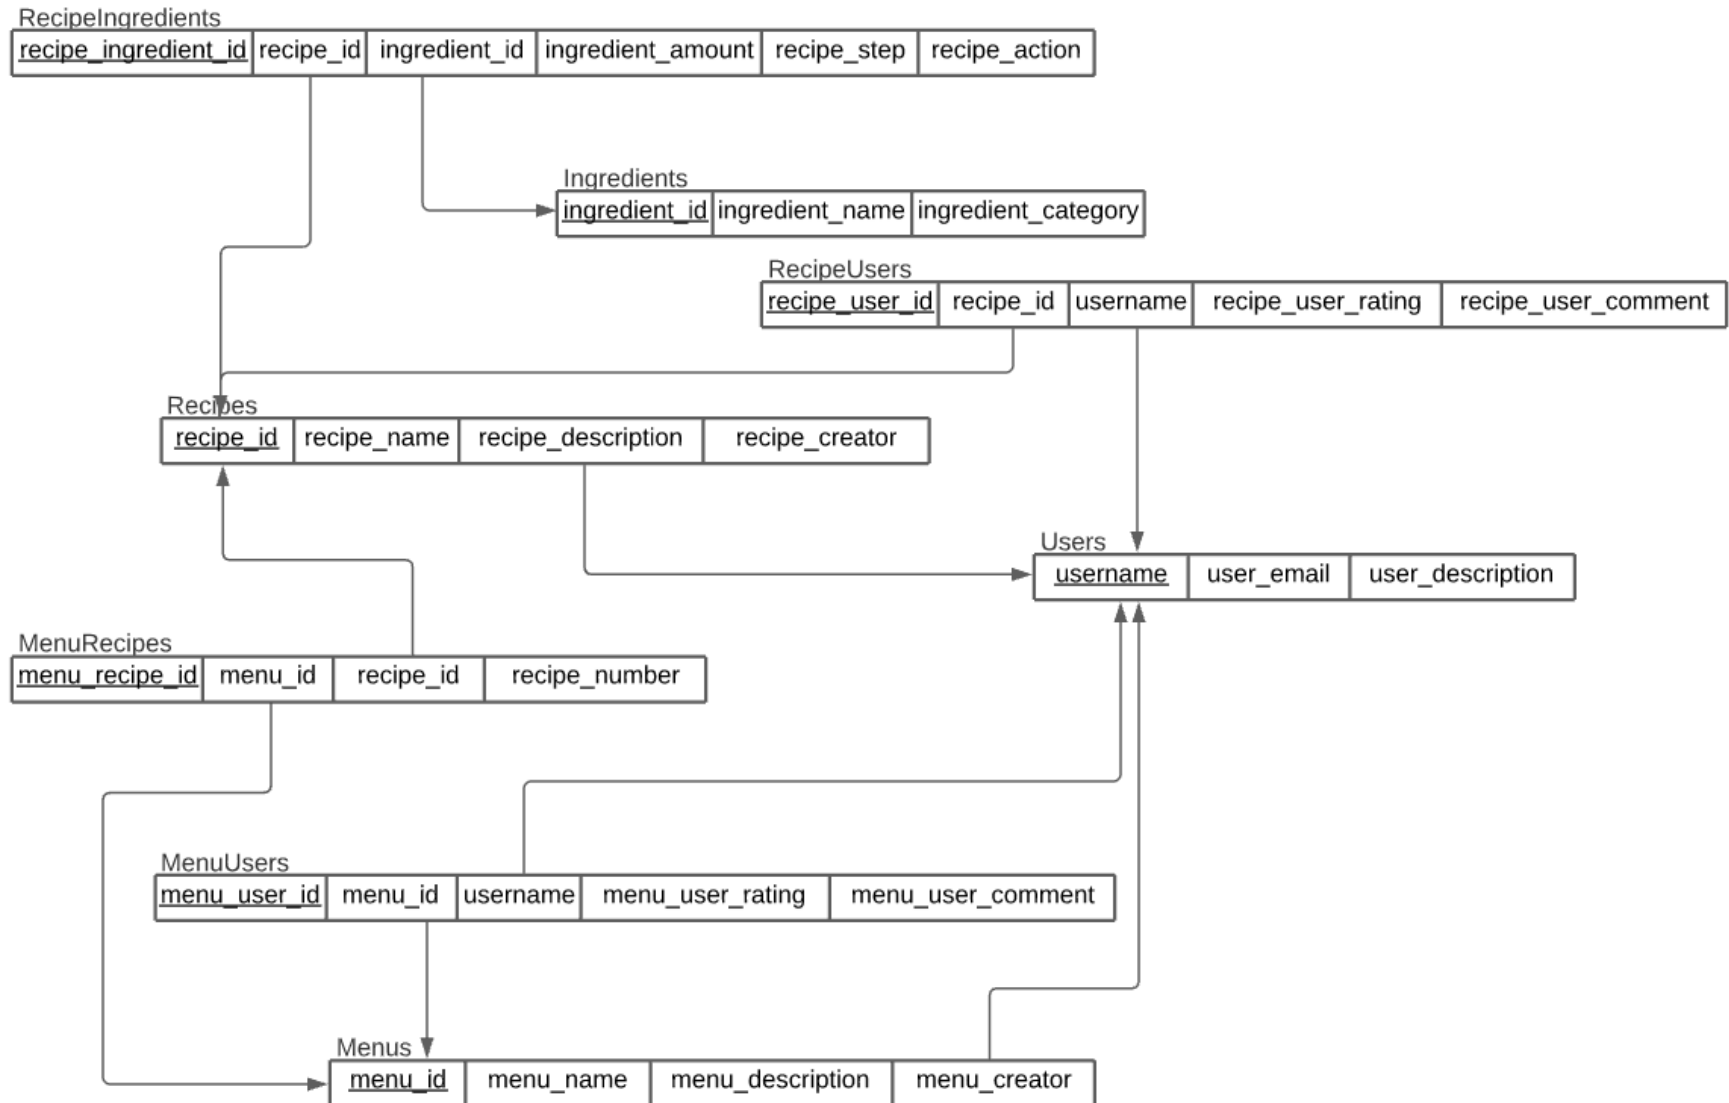 RecipeIngredients
recipe_ingredient_id recipe_id ingredient_id ingredient_amount recipe_step recipe_action
Ingredients
ingredient_id ingredient_name ingredient_category
RecipeUsers
recipe_user_id recipe_id username recipe_user_rating recipe_user_comment
Recipes
recipe_id recipe_name recipe_description recipe_creator
Users
username user_email user_description
MenuRecipes
menu_recipe_id menu_id recipe_id recipe_number
MenuUsers
menu_user_id menu_id username menu_user_rating menu_user_comment
Menus
menu_id menu_name menu_description menu_creator